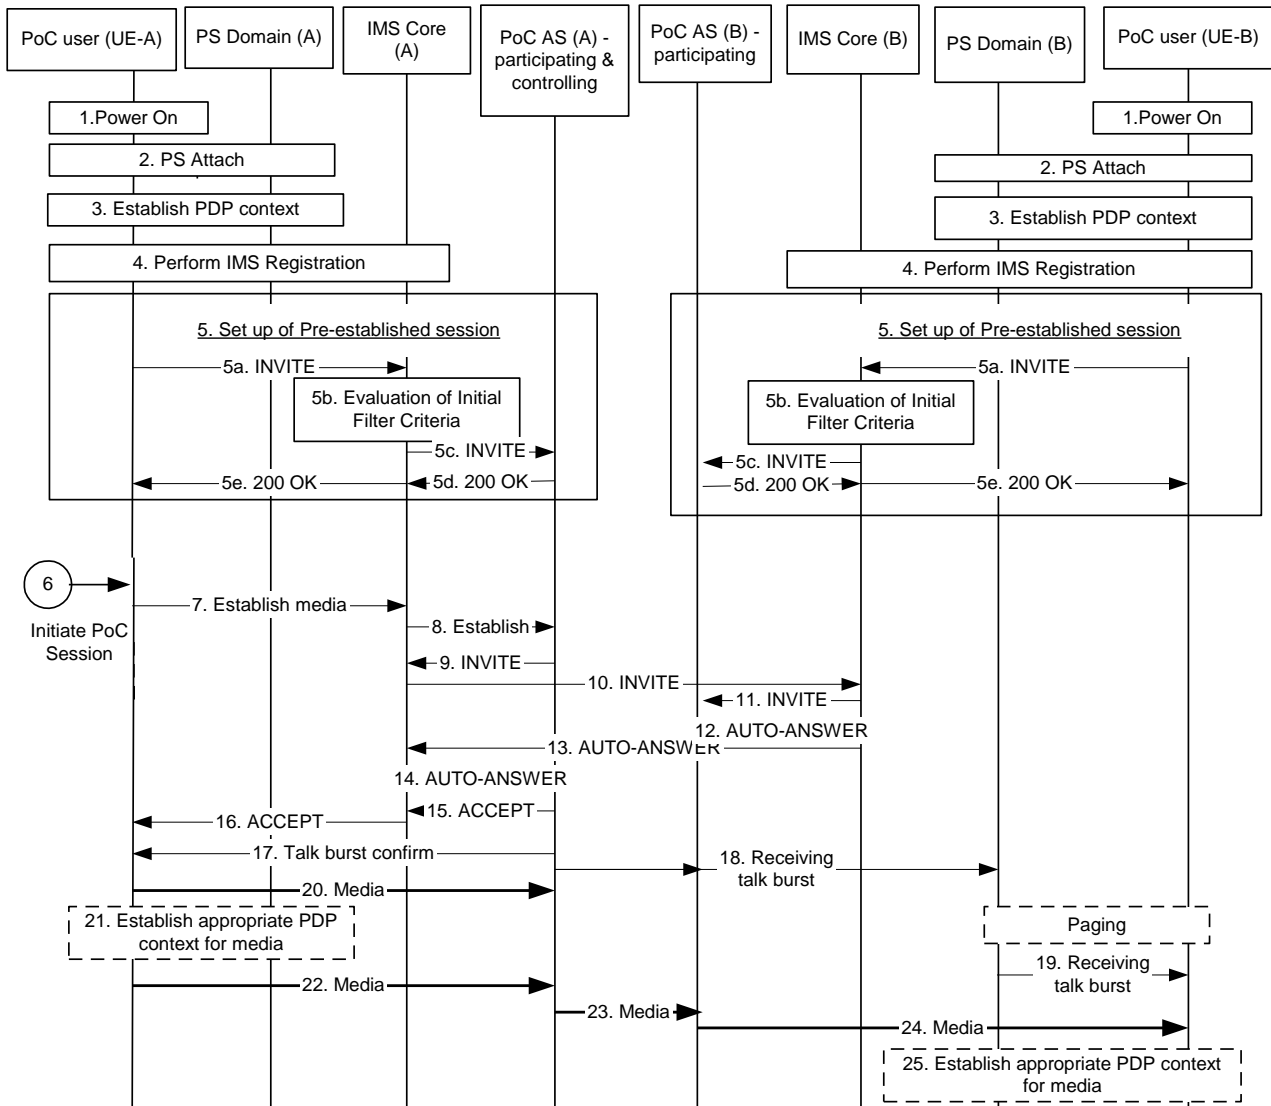 PoC user (UE-A)
PS Domain (A)
IMS Core
(A)
PoC AS (A) -
participating &
controlling
PoC AS (B) -
participating
IMS Core (B)
PS Domain (B)
PoC user (UE-B)
1.Power On
1.Power On
2. PS Attach
2. PS Attach
3. Establish PDP context
3. Establish PDP context
4. Perform IMS Registration
4. Perform IMS Registration
5. Set up of Pre-established session
5. Set up of Pre-established session
5a. INVITE
5a. INVITE
5b. Evaluation of Initial
Filter Criteria
5b. Evaluation of Initial
Filter Criteria
5c. INVITE
5c. INVITE
5e. 200 OK
5d. 200 OK
5d. 200 OK
5e. 200 OK
6
Initiate PoC
Session
7. Establish media
8. Establish
9. INVITE
10. INVITE
11. INVITE
12. AUTO-ANSWER
13. AUTO-ANSWER
14. AUTO-ANSWER
15. ACCEPT
16. ACCEPT
17. Talk burst confirm
18. Receiving
talk burst
20. Media
21. Establish appropriate PDP
context for media
Paging
19. Receiving
talk burst
22. Media
23. Media
24. Media
25. Establish appropriate PDP context
for media